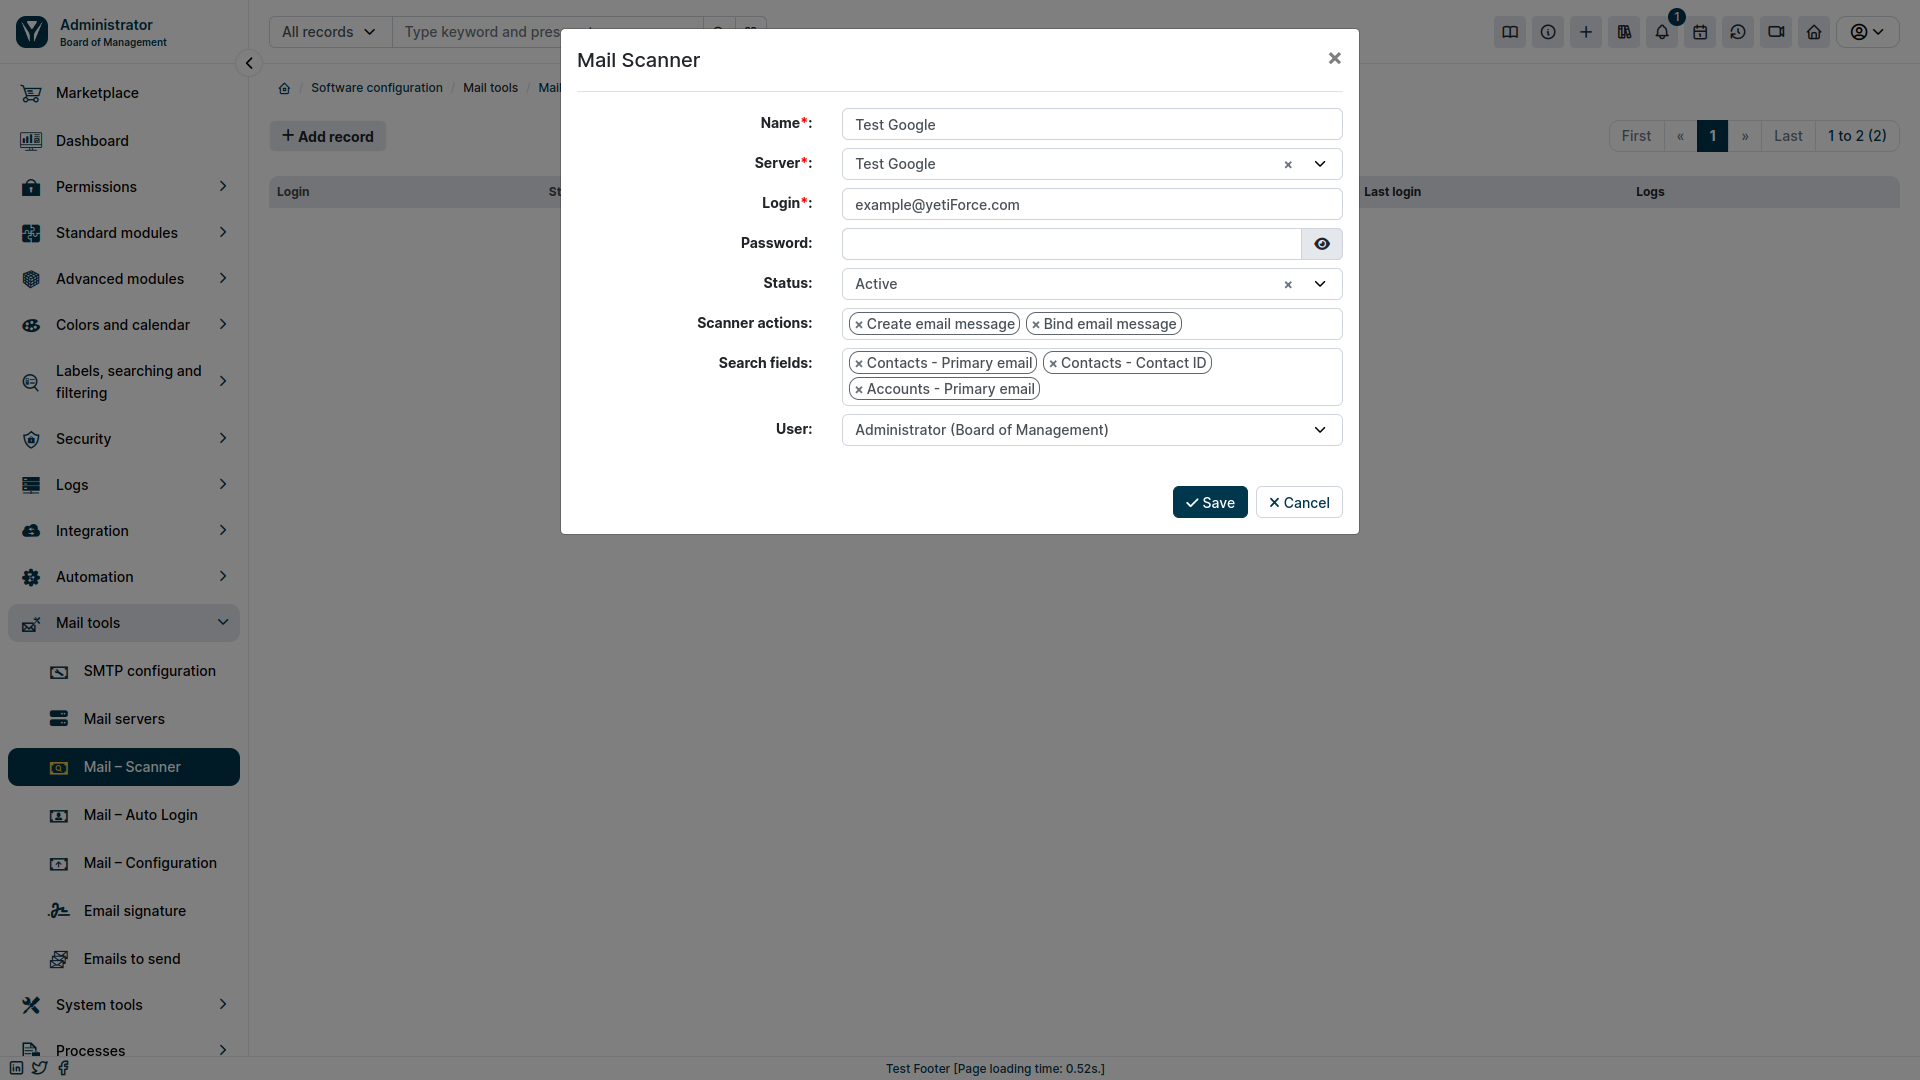 Administrator
Board of Management
All records
Type keyword and pres
1
Mail Scanner
×
Marketplace
Dashboard
Permissions
Standard modules
Advanced modules
Colors and calendar
Labels, searching and
filtering
Security
Logs
Integration
Automation
Mail tools
SMTP configuration
Mail servers
Mail – Scanner
Mail – Auto Login
Mail – Configuration
Email signature
Emails to send
System tools
Processes
/ Software configuration / Mail tools / Mail
+ Add record
First « 1 » Last 1 to 2 (2)
Login St Last login Logs
Name*: Test Google
Server*: Test Google ×
Login*: example@yetiForce.com
Password:
Status: Active ×
Scanner actions: × Create email message × Bind email message
Search fields: × Contacts - Primary email × Contacts - Contact ID
× Accounts - Primary email
User: Administrator (Board of Management)
Save Cancel
Test Footer [Page loading time: 0.52s.]